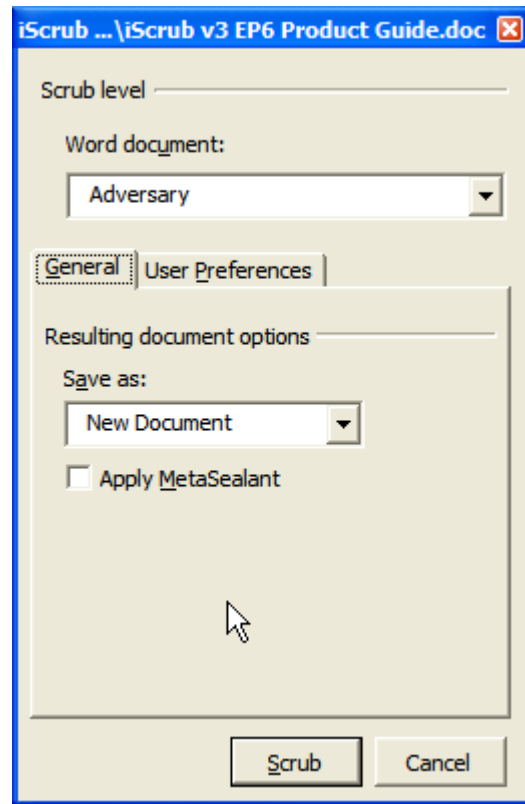 iScrub ...\iScrub v3 EP6 Product Guide.doc
Scrub level
Word document:
Adversary
General User Preferences
Resulting document options
Save as:
New Document
Apply MetaSealant
Scrub Cancel